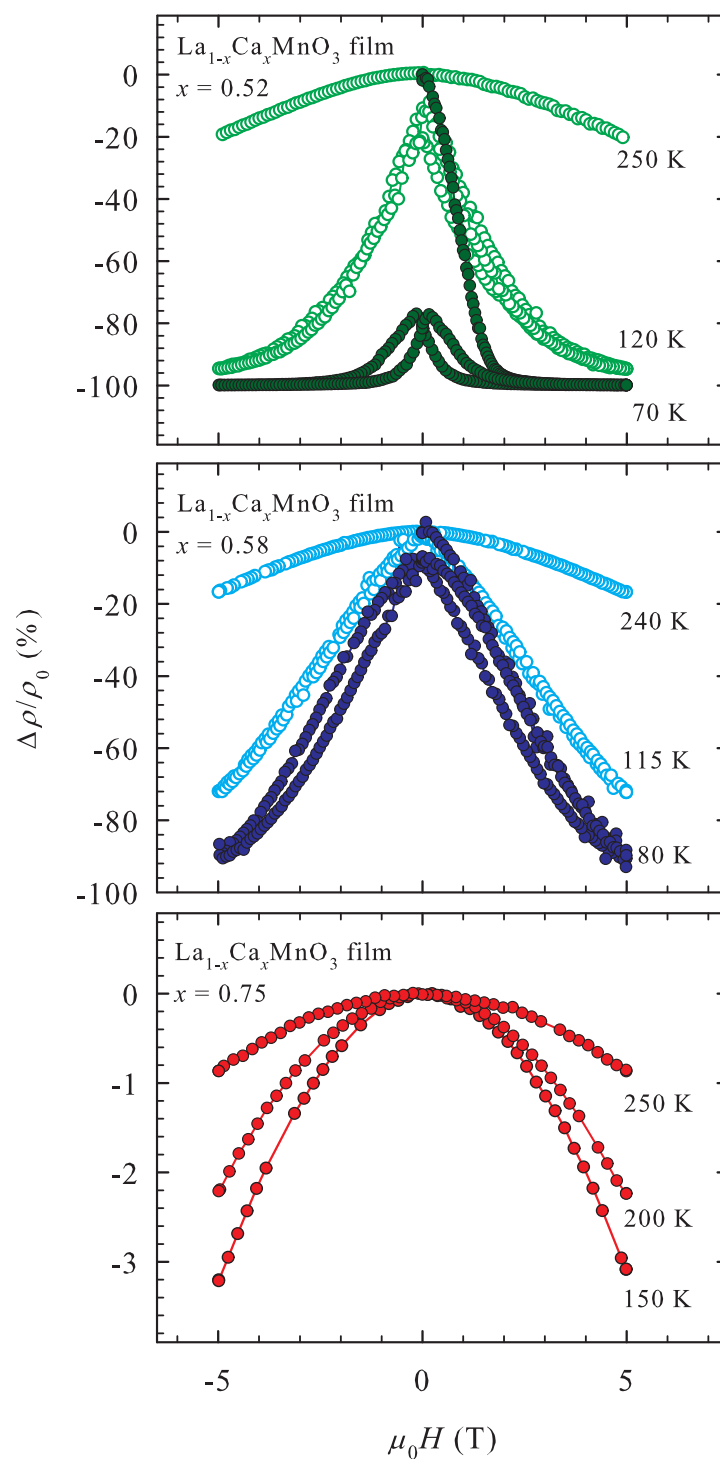 La1-xCaxMnO3 film
x = 0.52
0
-20
-40
-60
-80
-100
250 K
120 K
70 K
La1-xCaxMnO3 film
x = 0.58
0
-20
-40
-60
-80
-100
240 K
115 K
80 K
Δρ/ρ0 (%)
La1-xCaxMnO3 film
x = 0.75
0
-1
-2
-3
250 K
200 K
150 K
-5 0 5
μ0H (T)